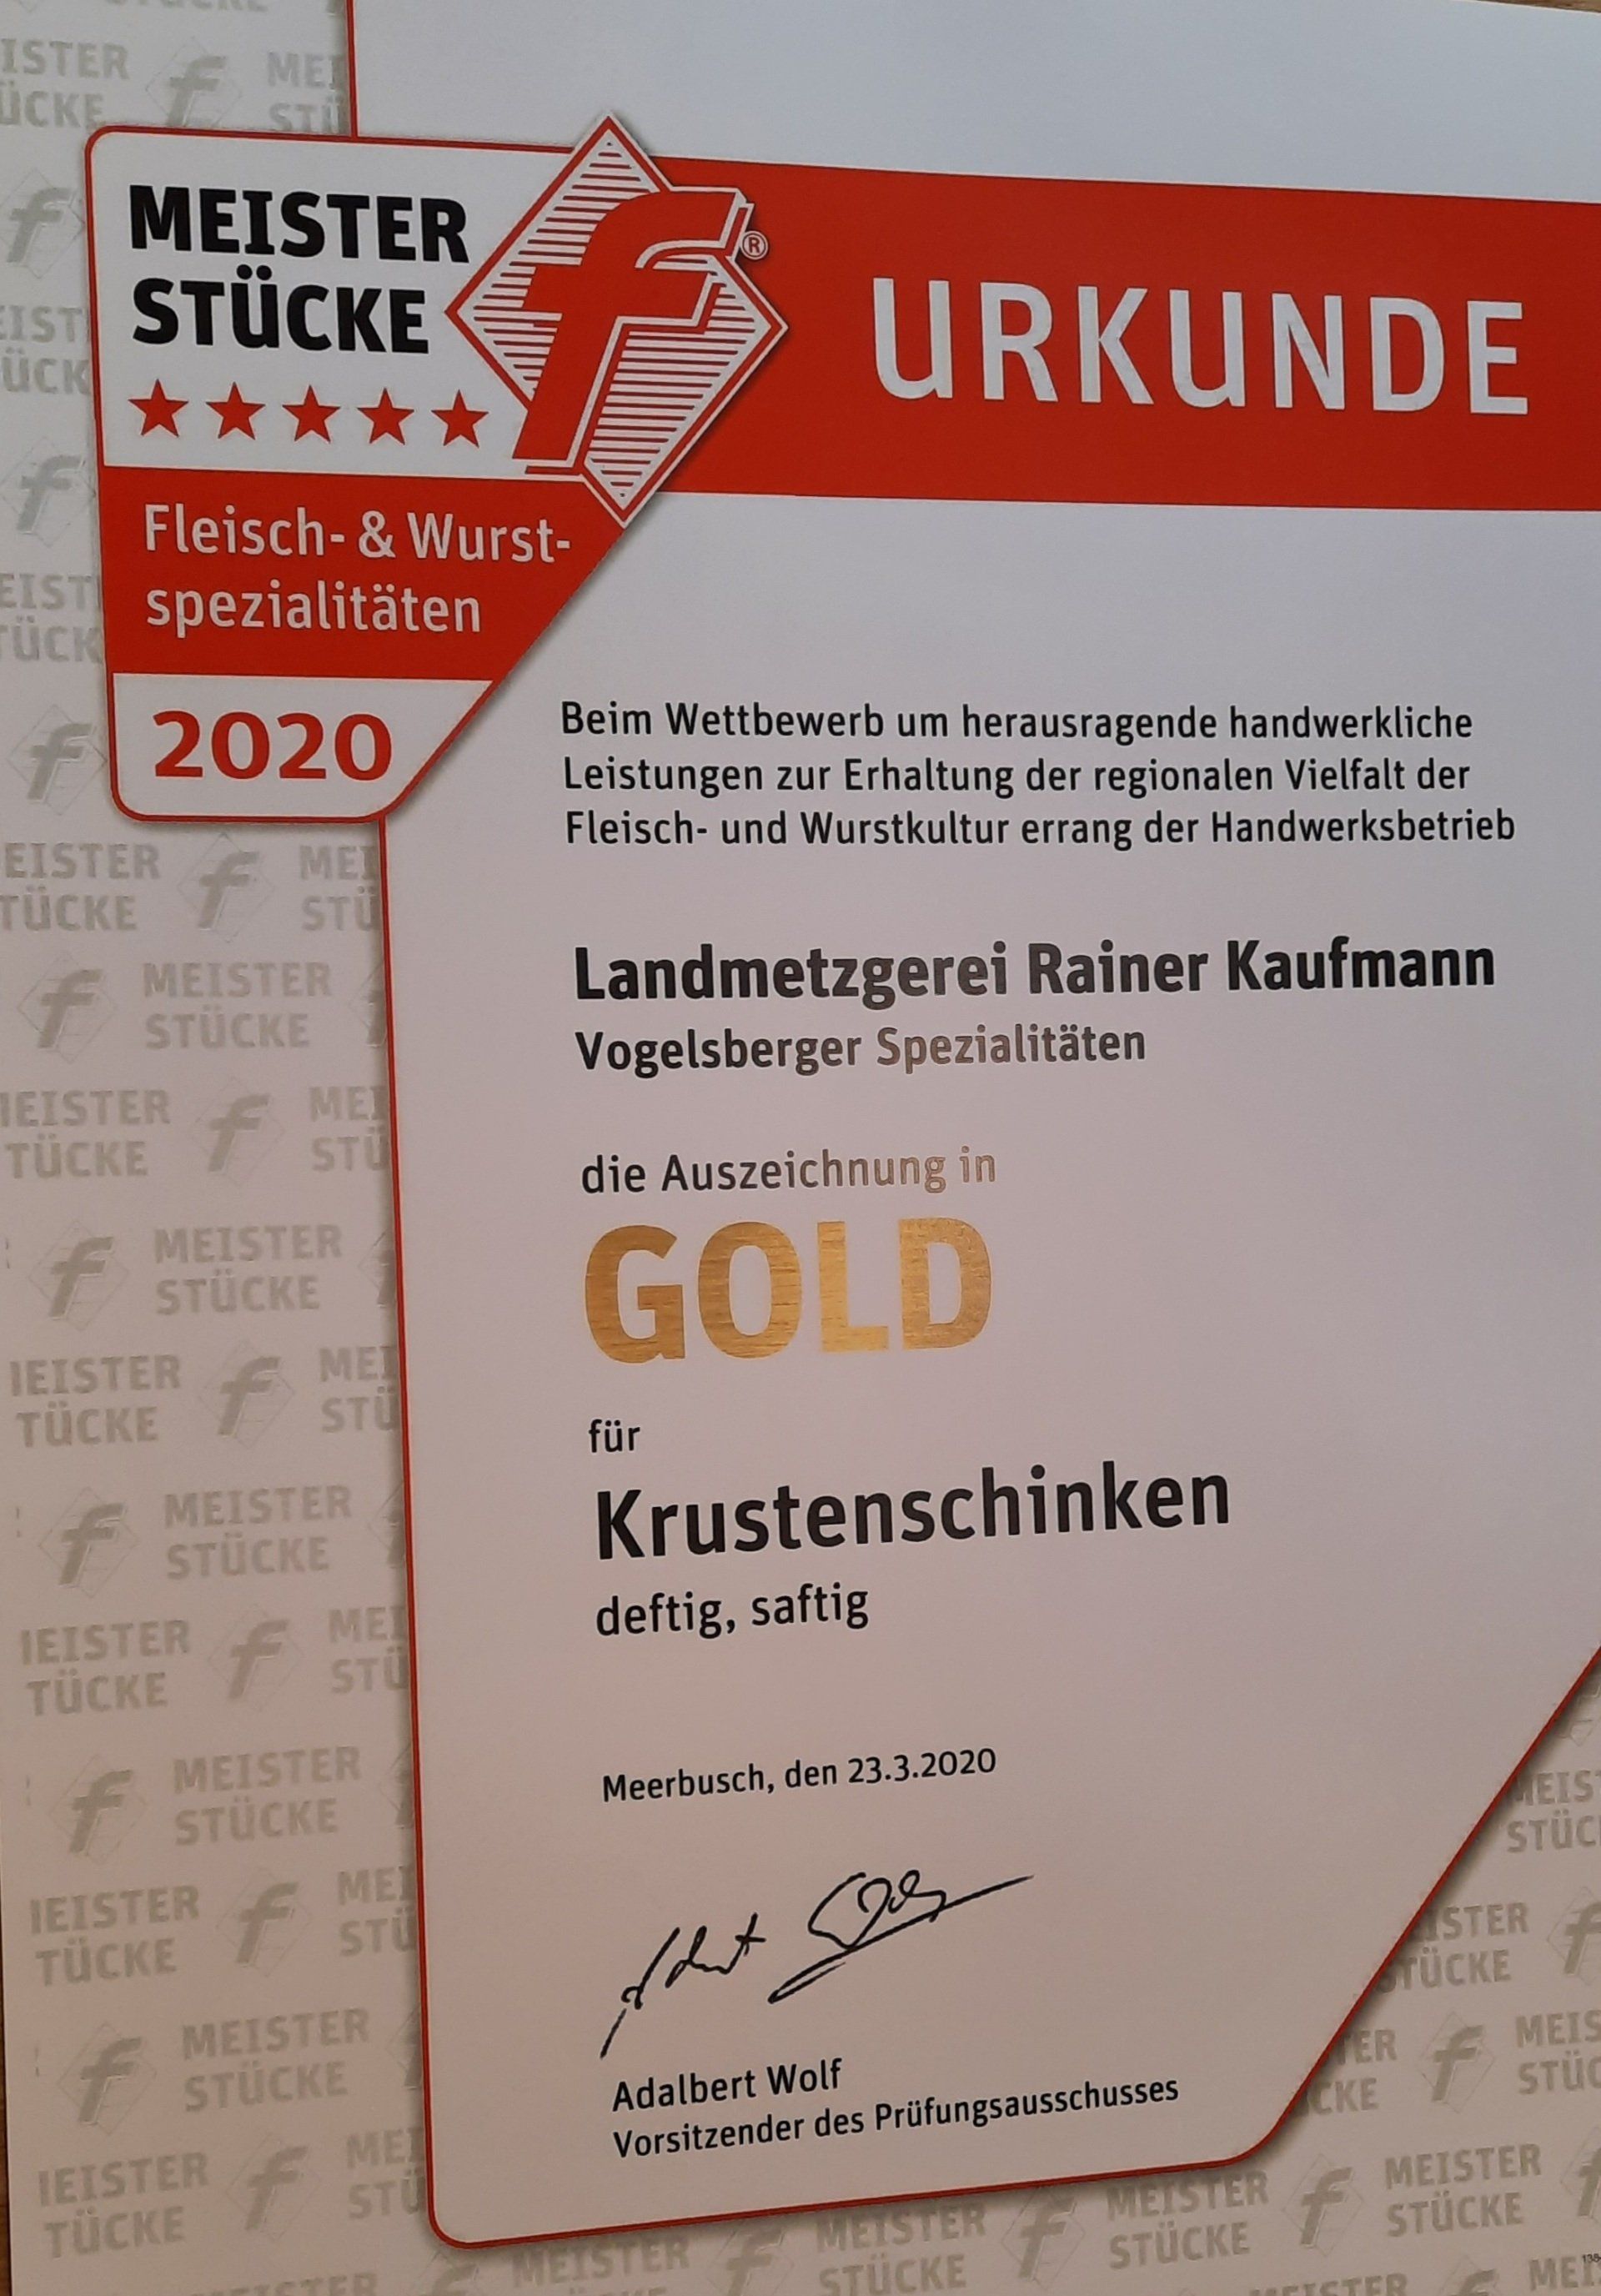 MEISTER
STÜCKE
f®
URKUNDE
Fleisch- & Wurst-
spezialitäten
2020
Beim Wettbewerb um herausragende handwerkliche
Leistungen zur Erhaltung der regionalen Vielfalt der
Fleisch- und Wurstkultur errang der Handwerksbetrieb
Landmetzgerei Rainer Kaufmann
Vogelsberger Spezialitäten
die Auszeichnung in
GOLD
für
Krustenschinken
deftig, saftig
Meerbusch, den 23.3.2020
Adalbert Wolf
Vorsitzender des Prüfungsausschusses